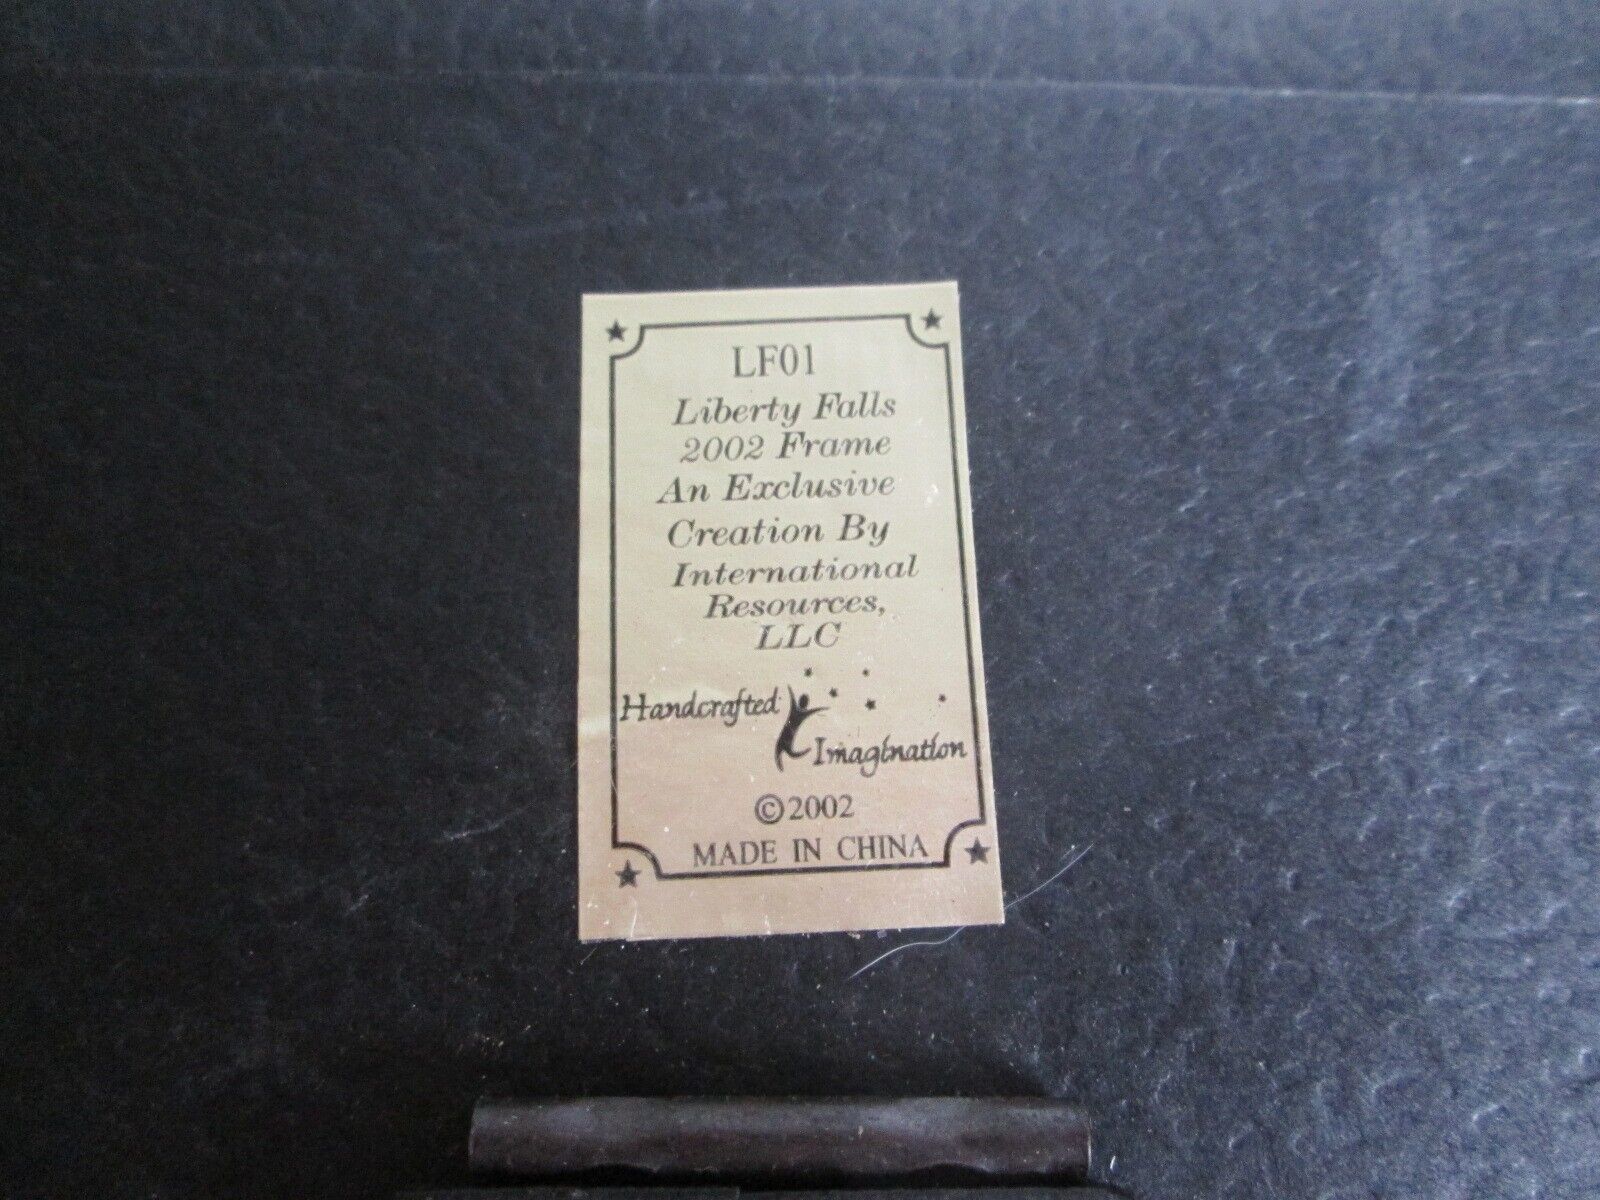 LF01
Liberty Falls
2002 Frame
An Exclusive
Creation By
International
Resources,
LLC
Handcrafted
Imagination
©2002
MADE IN CHINA